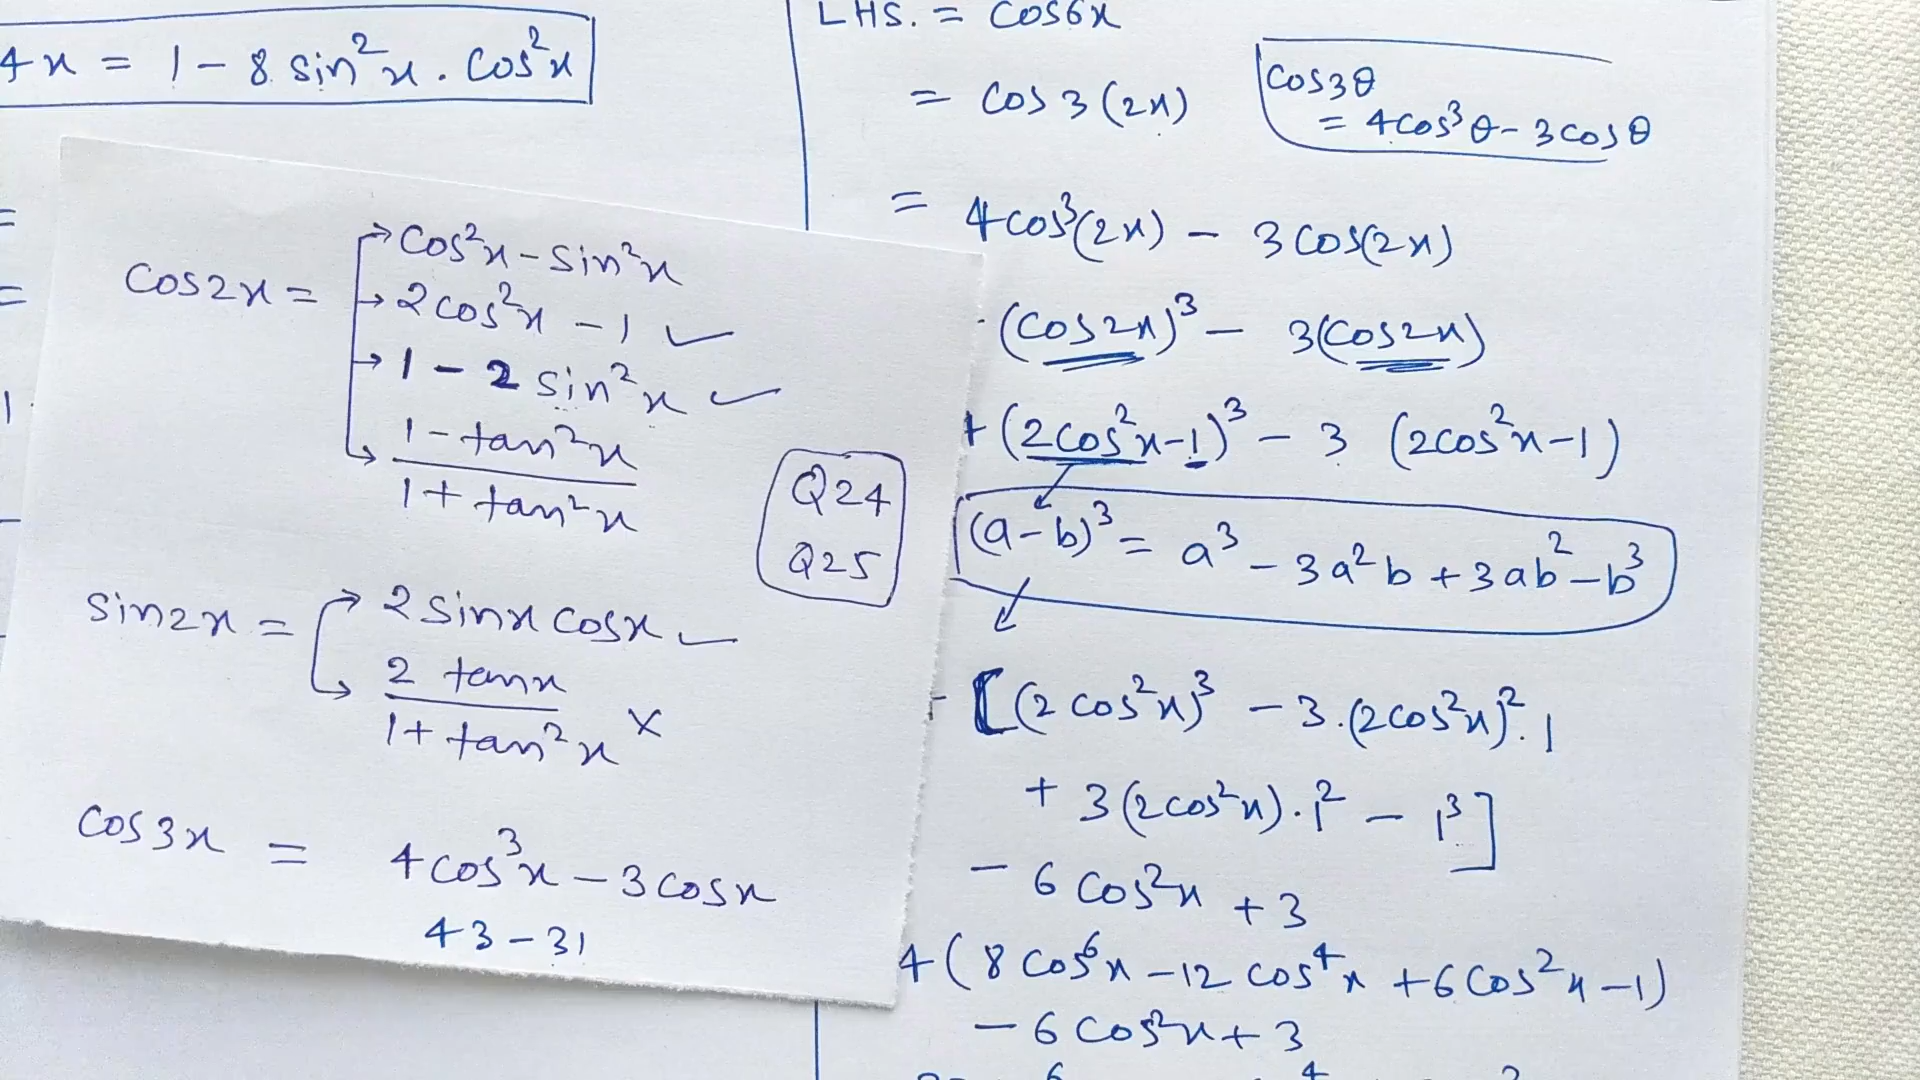 4x = 1 - 8 sin²x . cos²x
cos2x =
cos²x - sin²x
2cos²x - 1 ✓
1 - 2 sin²x ✓
1 - tan²x
1 + tan²x
Q24
Q25
sin2x =
2 sinx cosx ✓
2 tanx
1 + tan²x ×
cos3x = 4cos³x - 3cosx
43 - 31
LHS. = cos6x
= cos 3(2x)
cos3θ
= 4cos³θ - 3cosθ
= 4cos³(2x) - 3cos(2x)
(cos2x)³ - 3(cos2x)
(2cos²x-1)³ - 3 (2cos²x-1)
(a-b)³ = a³ - 3a²b + 3ab² - b³
[(2cos²x)³ - 3.(2cos²x)².1
+ 3(2cos²x).1² - 1³]
- 6cos²x + 3
4(8cos⁶x - 12cos⁴x + 6cos²x - 1)
- 6cos²x + 3